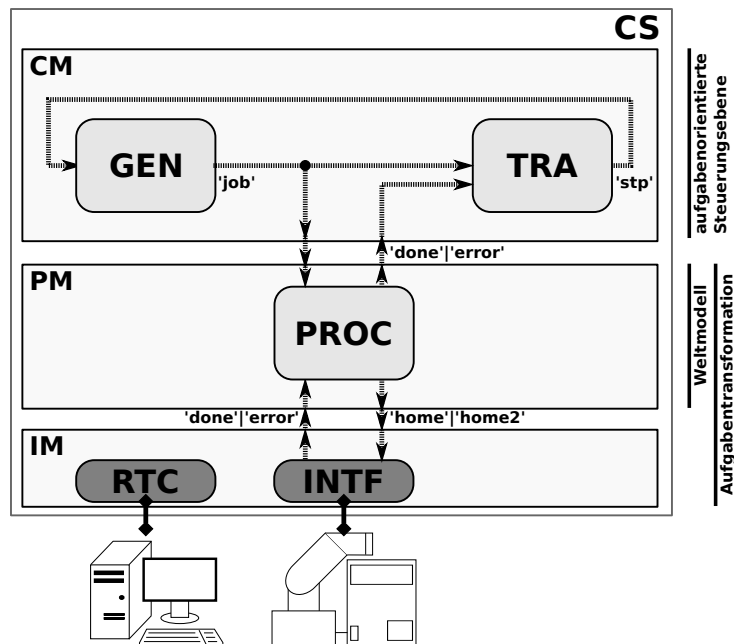 CS
CM
GEN
TRA
'job'
'stp'
'done'|'error'
PM
PROC
'done'|'error'
'home'|'home2'
IM
RTC
INTF
aufgabenorientierte
Steuerungsebene
Weltmodell
Aufgabentransformation